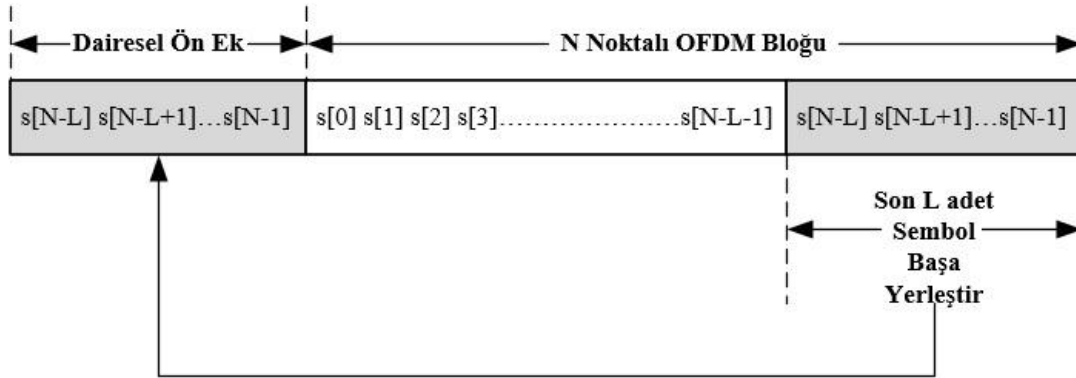 Dairesel Ön Ek
N Noktalı OFDM Bloğu
s[N-L] s[N-L+1]…s[N-1]
s[0] s[1] s[2] s[3]……………………s[N-L-1]
s[N-L] s[N-L+1]…s[N-1]
Son L adet
Sembol
Başa
Yerleştir